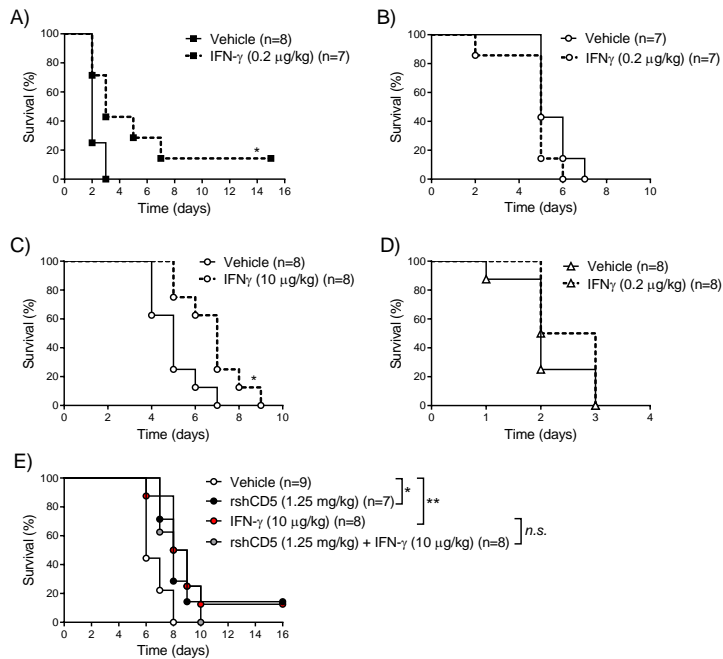 A)
Vehicle (n=8)
IFN-γ (0.2 μg/kg) (n=7)
Survival (%)
100
80
60
40
20
0
*
0 2 4 6 8 10 12 14 16
Time (days)
B)
Vehicle (n=7)
IFNγ (0.2 μg/kg) (n=7)
Survival (%)
100
80
60
40
20
0
0 2 4 6 8 10
Time (days)
C)
Vehicle (n=8)
IFNγ (10 μg/kg) (n=8)
Survival (%)
100
80
60
40
20
0
*
0 2 4 6 8 10
Time (days)
D)
Vehicle (n=8)
IFNγ (0.2 μg/kg) (n=8)
Survival (%)
100
80
60
40
20
0
0 1 2 3 4
Time (days)
E)
Vehicle (n=9)
rshCD5 (1.25 mg/kg) (n=7)
IFN-γ (10 μg/kg) (n=8)
rshCD5 (1.25 mg/kg) + IFN-γ (10 μg/kg) (n=8)
*
**
n.s.
Survival (%)
100
80
60
40
20
0
0 2 4 6 8 10 12 14 16
Time (days)